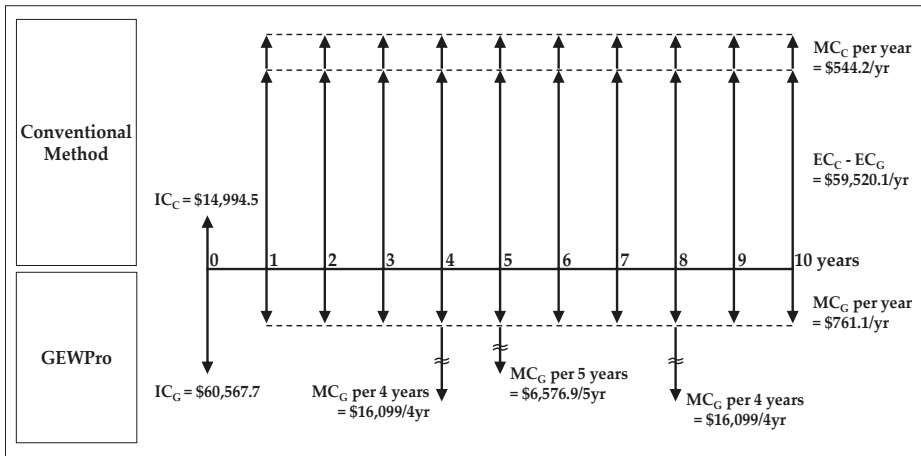 Conventional
Method
GEWPro
MC_C per year
= $544.2/yr
EC_C - EC_G
= $59,520.1/yr
IC_C = $14,994.5
0 1 2 3 4 5 6 7 8 9 10 years
MC_G per year
= $761.1/yr
IC_G = $60,567.7
MC_G per 4 years
= $16,099/4yr
MC_G per 5 years
= $6,576.9/5yr
MC_G per 4 years
= $16,099/4yr